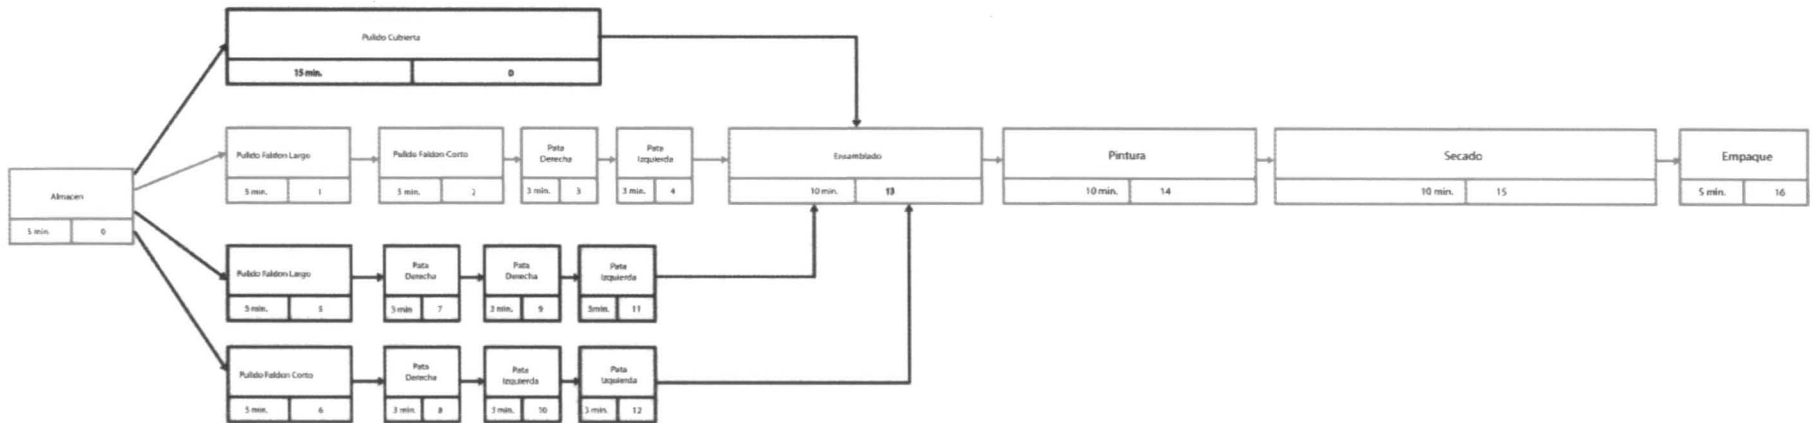 Pulido Cubierta
15 min. 0
Almacen
5 min. 0
Pulido Faldon Largo
5 min. 1
Pulido Faldon Corto
5 min. 2
Pata
Derecha
3 min. 3
Pata
Izquierda
3 min. 4
Ensamblado
10 min. 13
Pintura
10 min. 14
Secado
10 min. 15
Empaque
5 min. 16
Pulido Faldon Largo
5 min. 5
Pata
Derecha
3 min 7
Pata
Derecha
3 min. 9
Pata
Izquierda
3min. 11
Pulido Faldon Corto
5 min. 6
Pata
Derecha
3 min. 8
Pata
Izquierda
3 min. 10
Pata
Izquierda
3 min. 12